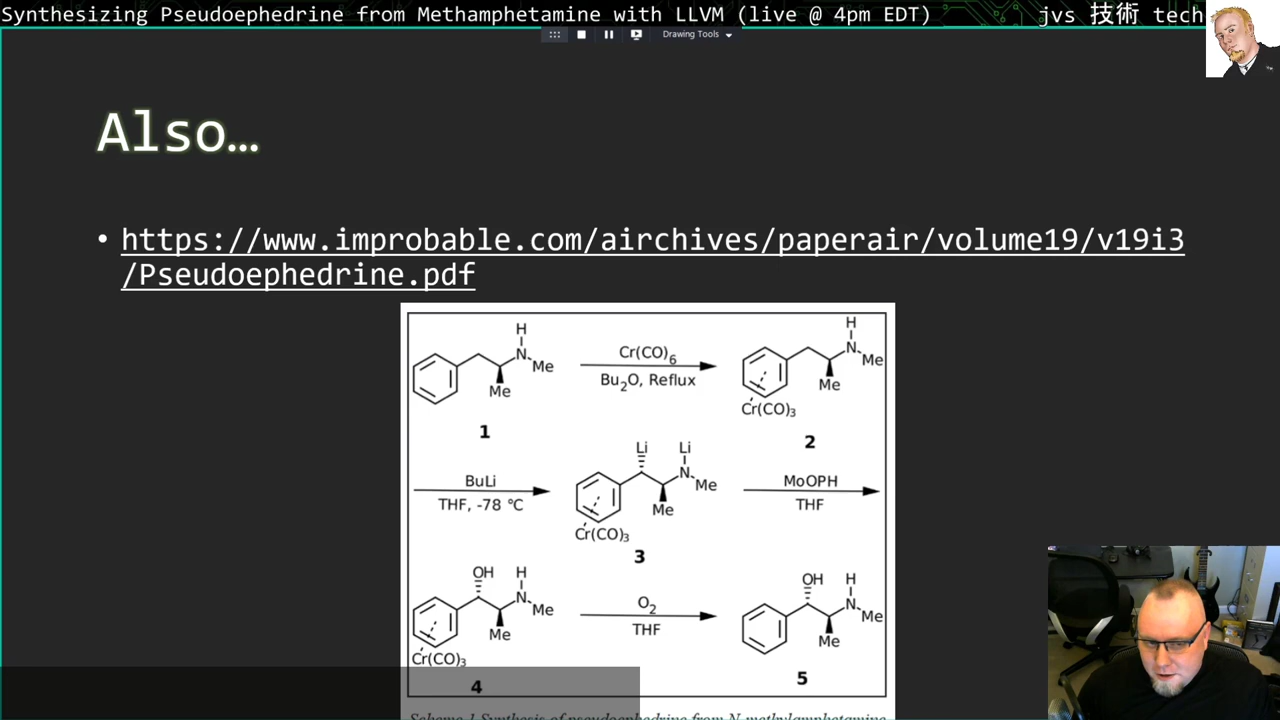 Synthesizing Pseudoephedrine from Methamphetamine with LLVM (live @ 4pm EDT)
jvs 技術 tech
Drawing Tools
Also…
• https://www.improbable.com/airchives/paperair/volume19/v19i3
/Pseudoephedrine.pdf
H
N
Me
Me
1
Cr(CO)6
Bu2O, Reflux
H
N
Me
Me
Cr(CO)3
2
BuLi
THF, -78 °C
Li
Li
N
Me
Me
Cr(CO)3
3
MoOPH
THF
OH
H
N
Me
Me
Cr(CO)3
4
O2
THF
OH
H
N
Me
Me
5
Scheme 1 Synthesis of pseudoephedrine from N-methylamphetamine